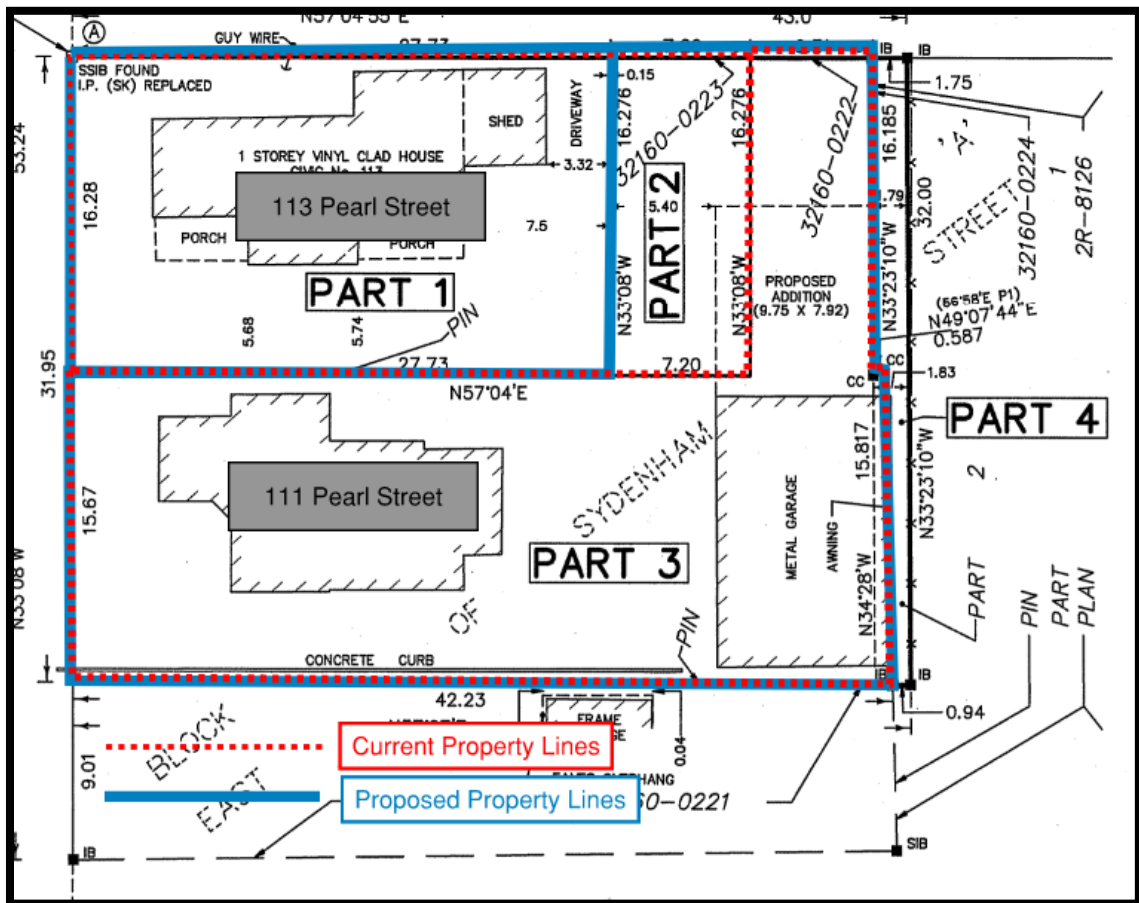 N57°04'55"E
43.0
A
GUY WIRE
IB
IB
SSIB FOUND
I.P. (SK) REPLACED
0.15
1.75
53.24
SHED
DRIVEWAY
16.276
16.276
16.185
32160-0223
32160-0222
'A'
1 STOREY VINYL CLAD HOUSE
3.32
PART 2
5.40
32160-0224
1
2R-8126
16.28
113 Pearl Street
7.5
1.79
32.00
STREET
PORCH
PORCH
PART 1
PIN
N33°08'W
N33°08'W
PROPOSED
ADDITION
(9.75 X 7.92)
N33°23'10"W
(66°58'E P1)
N49°07'44"E
0.587
5.68
5.74
31.95
27.73
7.20
CC
CC
1.83
N57°04'E
PART 4
15.67
111 Pearl Street
SYDENHAM
15.817
METAL GARAGE
AWNING
N33°23'10"W
2
PART 3
N34°28'W
N33°08'W
OF
PIN
PART
PIN
PART
PLAN
CONCRETE CURB
IB
IB
42.23
0.94
BLOCK
FRAME
0.04
Current Property Lines
9.01
EAST
Proposed Property Lines
60-0221
IB
SIB